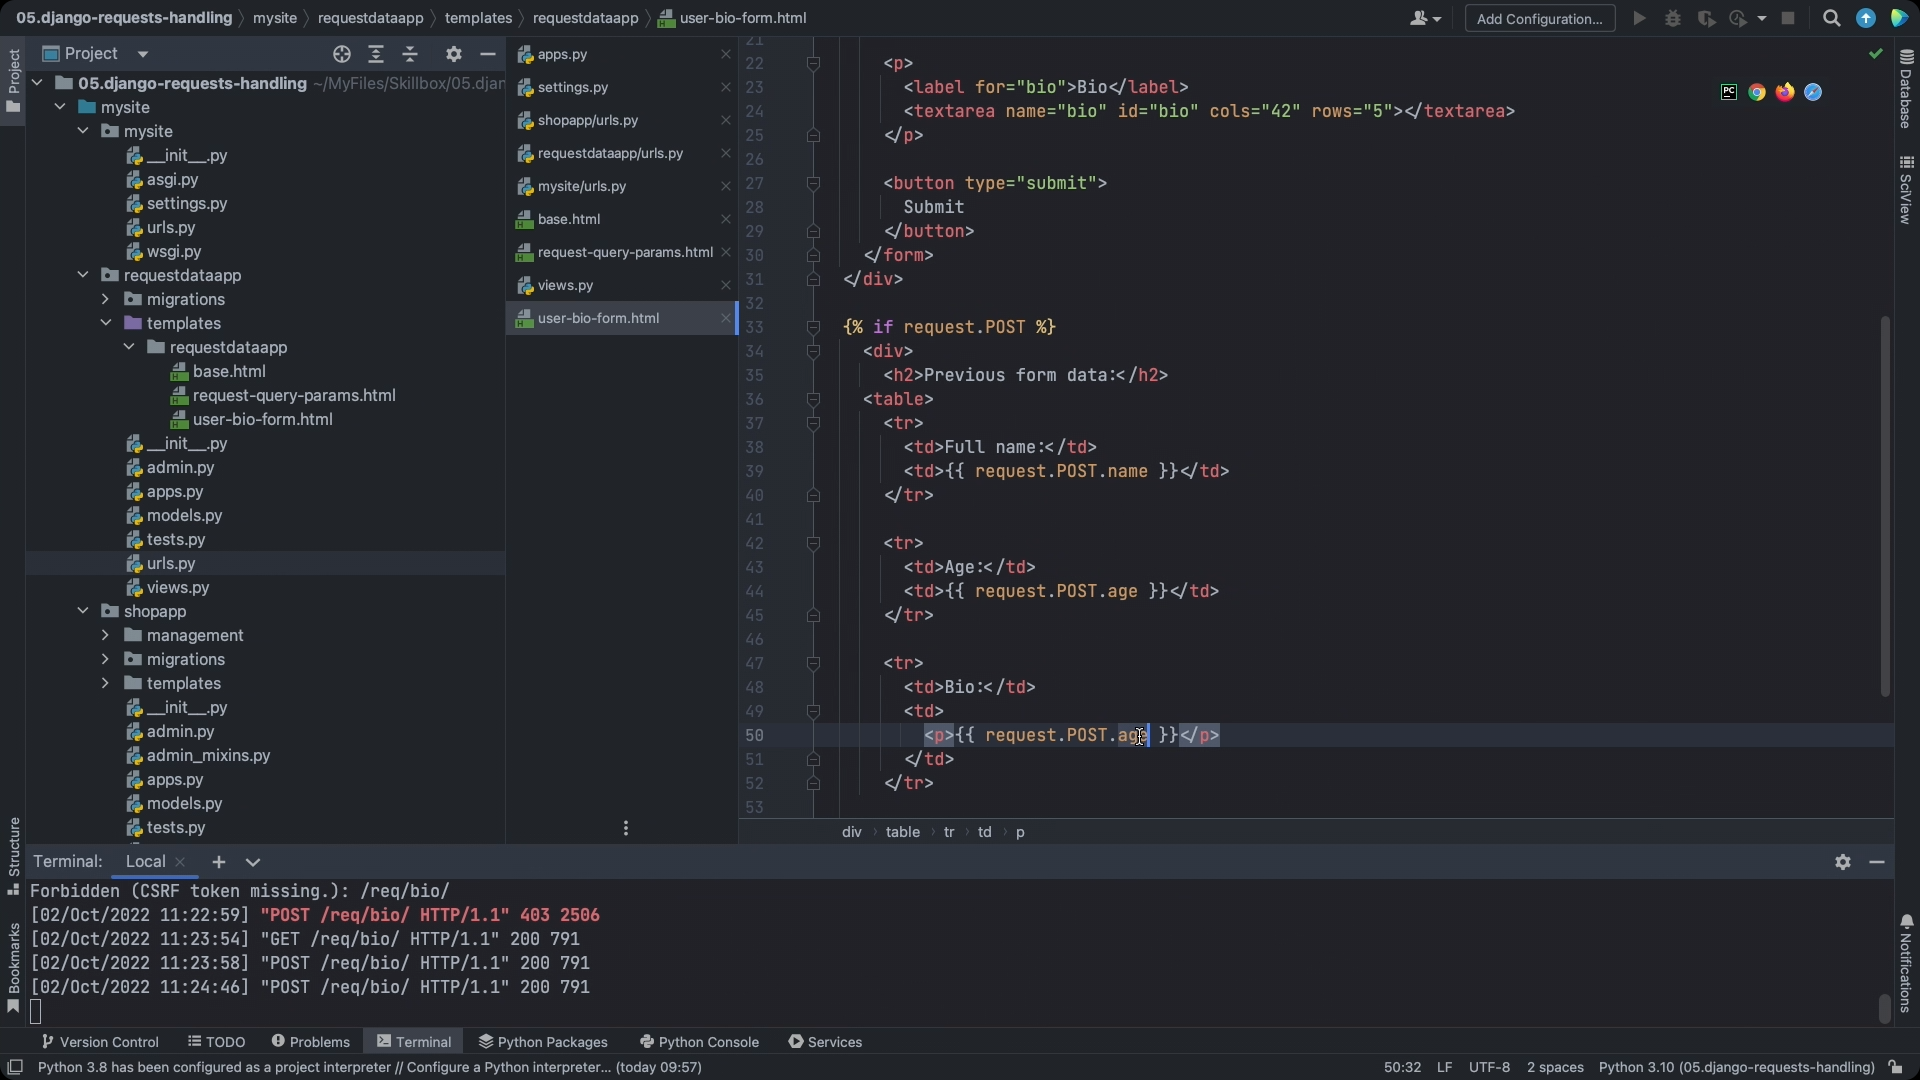 05.django-requests-handling mysite requestdataapp templates requestdataapp user-bio-form.html
Add Configuration...
Project
05.django-requests-handling ~/MyFiles/Skillbox/05.djan
mysite
mysite
__init__.py
asgi.py
settings.py
urls.py
wsgi.py
requestdataapp
migrations
templates
requestdataapp
base.html
request-query-params.html
user-bio-form.html
__init__.py
admin.py
apps.py
models.py
tests.py
urls.py
views.py
shopapp
management
migrations
templates
__init__.py
admin.py
admin_mixins.py
apps.py
models.py
tests.py
apps.py
settings.py
shopapp/urls.py
requestdataapp/urls.py
mysite/urls.py
base.html
request-query-params.html
views.py
user-bio-form.html
21
22 <p>
23 <label for="bio">Bio</label>
24 <textarea name="bio" id="bio" cols="42" rows="5"></textarea>
25 </p>
26
27 <button type="submit">
28 Submit
29 </button>
30 </form>
31 </div>
32
33 {% if request.POST %}
34 <div>
35 <h2>Previous form data:</h2>
36 <table>
37 <tr>
38 <td>Full name:</td>
39 <td>{{ request.POST.name }}</td>
40 </tr>
41
42 <tr>
43 <td>Age:</td>
44 <td>{{ request.POST.age }}</td>
45 </tr>
46
47 <tr>
48 <td>Bio:</td>
49 <td>
50 <p>{{ request.POST.age }}</p>
51 </td>
52 </tr>
53
div table tr td p
Project
Structure
Bookmarks
Database
SciView
Notifications
PC
Terminal: Local
Forbidden (CSRF token missing.): /req/bio/
[02/Oct/2022 11:22:59] "POST /req/bio/ HTTP/1.1" 403 2506
[02/Oct/2022 11:23:54] "GET /req/bio/ HTTP/1.1" 200 791
[02/Oct/2022 11:23:58] "POST /req/bio/ HTTP/1.1" 200 791
[02/Oct/2022 11:24:46] "POST /req/bio/ HTTP/1.1" 200 791
Version Control TODO Problems Terminal Python Packages Python Console Services
Python 3.8 has been configured as a project interpreter // Configure a Python interpreter... (today 09:57)
50:32 LF UTF-8 2 spaces Python 3.10 (05.django-requests-handling)